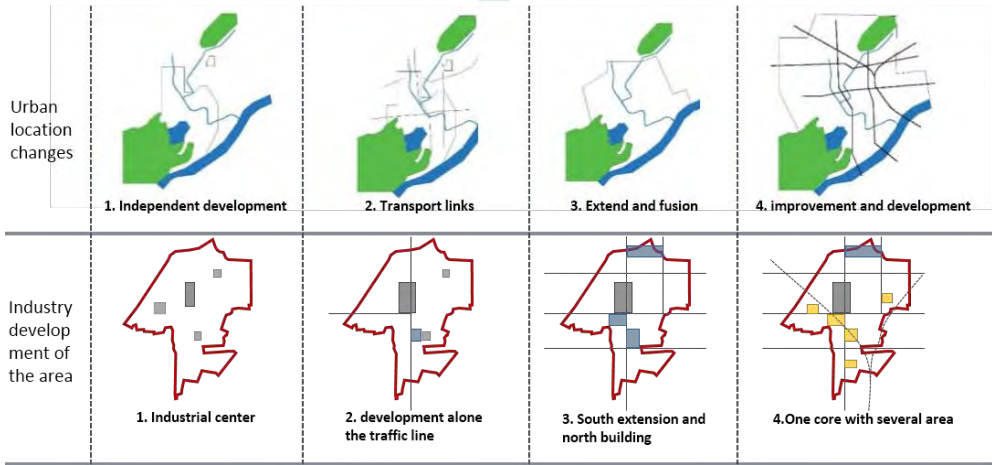 Urban
location
changes
1. Independent development
2. Transport links
3. Extend and fusion
4. improvement and development
Industry
develop
ment of
the area
1. Industrial center
2. development alone
the traffic line
3. South extension and
north building
4.One core with several area